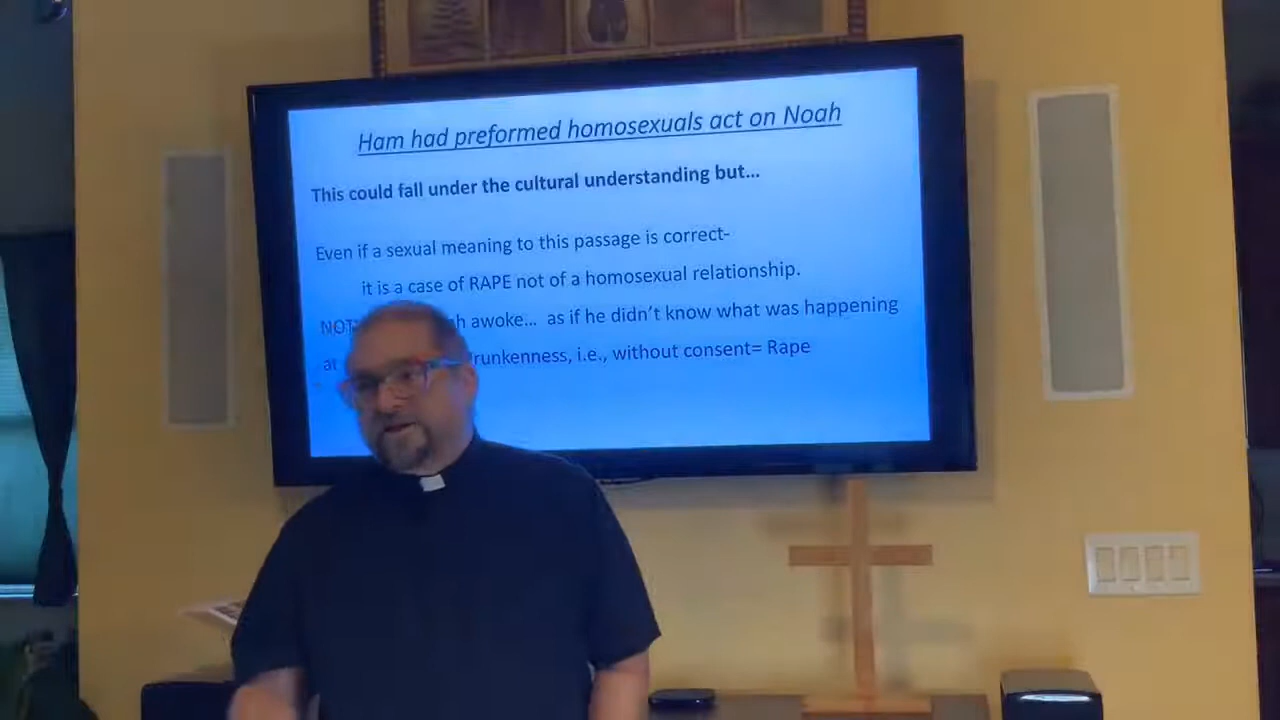 Ham had preformed homosexuals act on Noah
This could fall under the cultural understanding but...
Even if a sexual meaning to this passage is correct-
it is a case of RAPE not of a homosexual relationship.
awoke... as if he didn't know what was happening
i.e., without consent= Rape